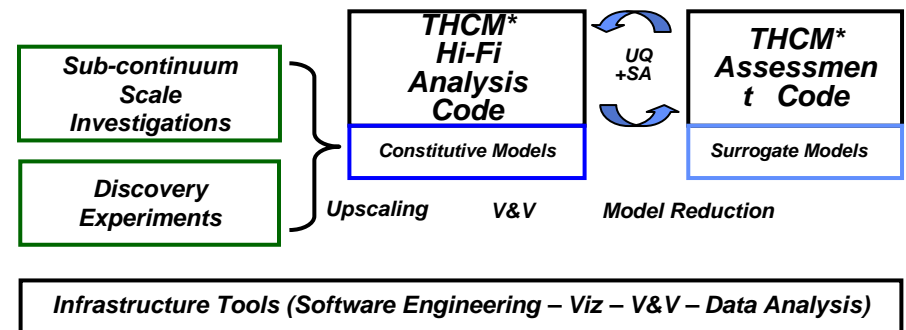 Sub-continuum
Scale
Investigations
Discovery
Experiments
THCM*
Hi-Fi
Analysis
Code
Constitutive Models
UQ
+SA
THCM*
Assessmen
t Code
Surrogate Models
Upscaling
V&V
Model Reduction
Infrastructure Tools (Software Engineering – Viz – V&V – Data Analysis)